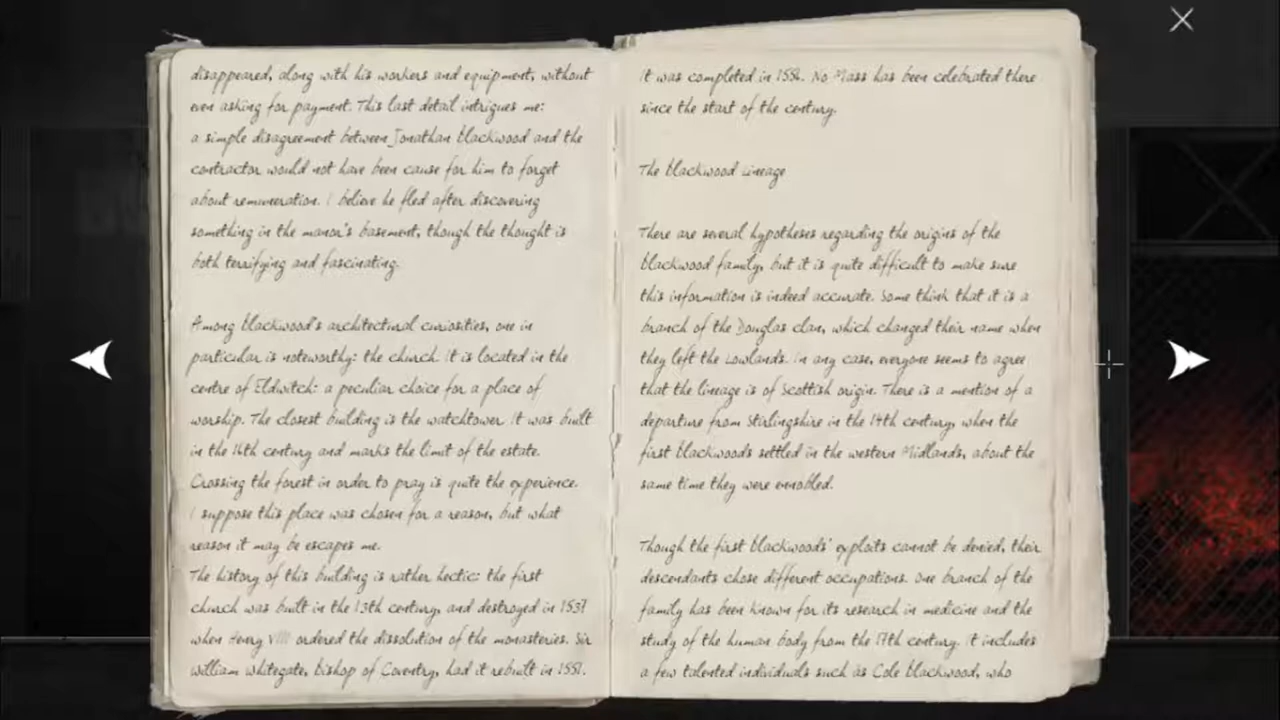 disappeared, along with his workers and equipment, without
even asking for payment. This last detail intrigues me:
a simple disagreement between Jonathan Blackwood and the
contractor would not have been cause for him to forget
about remuneration. I believe he fled after discovering
something in the manor's basement, though the thought is
both terrifying and fascinating.
Among Blackwood's architectural curiosities, one in
particular is noteworthy: the church. It is located in the
centre of Eldwitch: a peculiar choice for a place of
worship. The closest building is the watchtower. It was built
in the 16th century and marks the limit of the estate.
Crossing the forest in order to pray is quite the experience.
I suppose this place was chosen for a reason, but what
reason it may be escapes me.
The history of this building is rather hectic: the first
church was built in the 13th century, and destroyed in 1537
when Henry VIII ordered the dissolution of the monasteries. Sir
William Whitegate, bishop of Coventry, had it rebuilt in 1551.
It was completed in 1554. No Mass has been celebrated there
since the start of the century.
The Blackwood Lineage
There are several hypotheses regarding the origins of the
Blackwood family, but it is quite difficult to make sure
this information is indeed accurate. Some think that it is a
branch of the Douglas clan, which changed their name when
they left the Lowlands. In any case, everyone seems to agree
that the lineage is of Scottish origin. There is a mention of a
departure from Stirlingshire in the 14th century, when the
first Blackwoods settled in the western Midlands, about the
same time they were ennobled.
Though the first Blackwoods' exploits cannot be denied, their
descendants chose different occupations. One branch of the
family has been known for its research in medicine and the
study of the human body from the 17th century. It includes
a few talented individuals such as Cole Blackwood, who